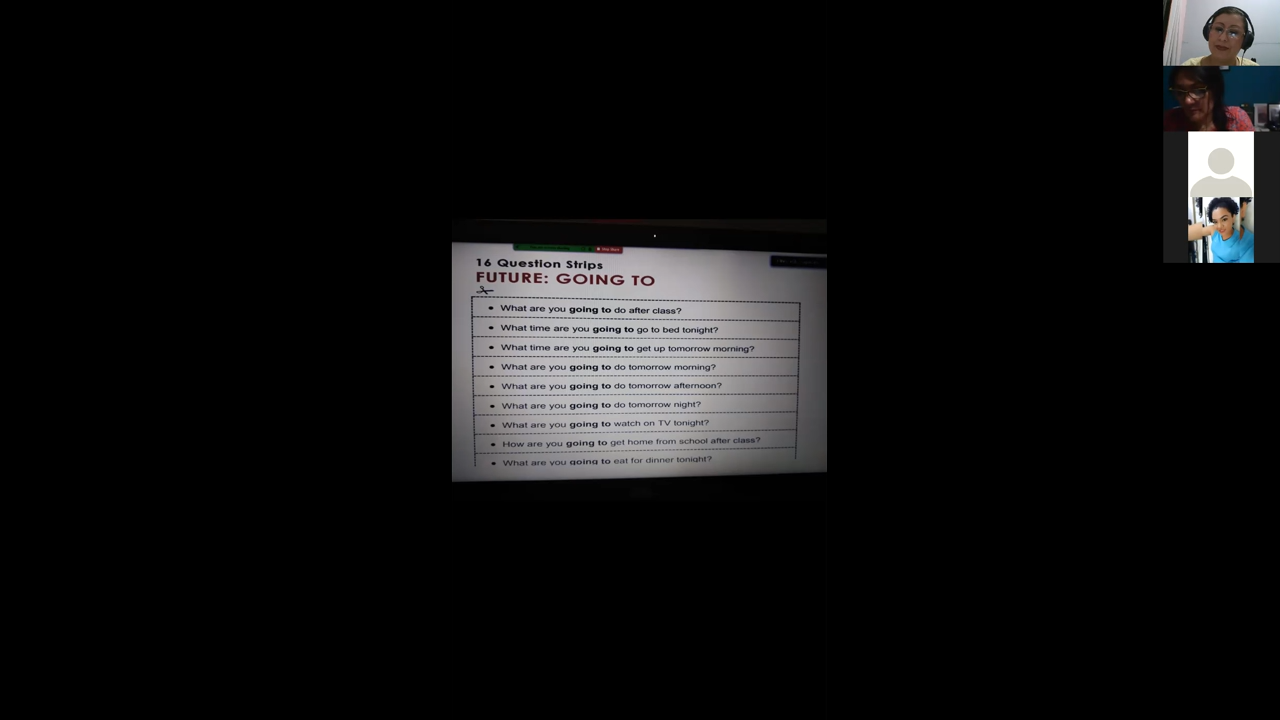 16 Question Strips
FUTURE: GOING TO
• What are you going to do after class?
• What time are you going to go to bed tonight?
• What time are you going to get up tomorrow morning?
• What are you going to do tomorrow morning?
• What are you going to do tomorrow afternoon?
• What are you going to do tomorrow night?
• What are you going to watch on TV tonight?
• How are you going to get home from school after class?
• What are you going to eat for dinner tonight?